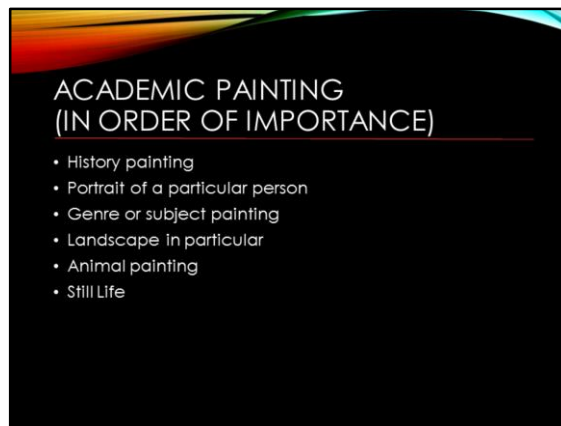 ACADEMIC PAINTING
(IN ORDER OF IMPORTANCE)
• History painting
• Portrait of a particular person
• Genre or subject painting
• Landscape in particular
• Animal painting
• Still Life